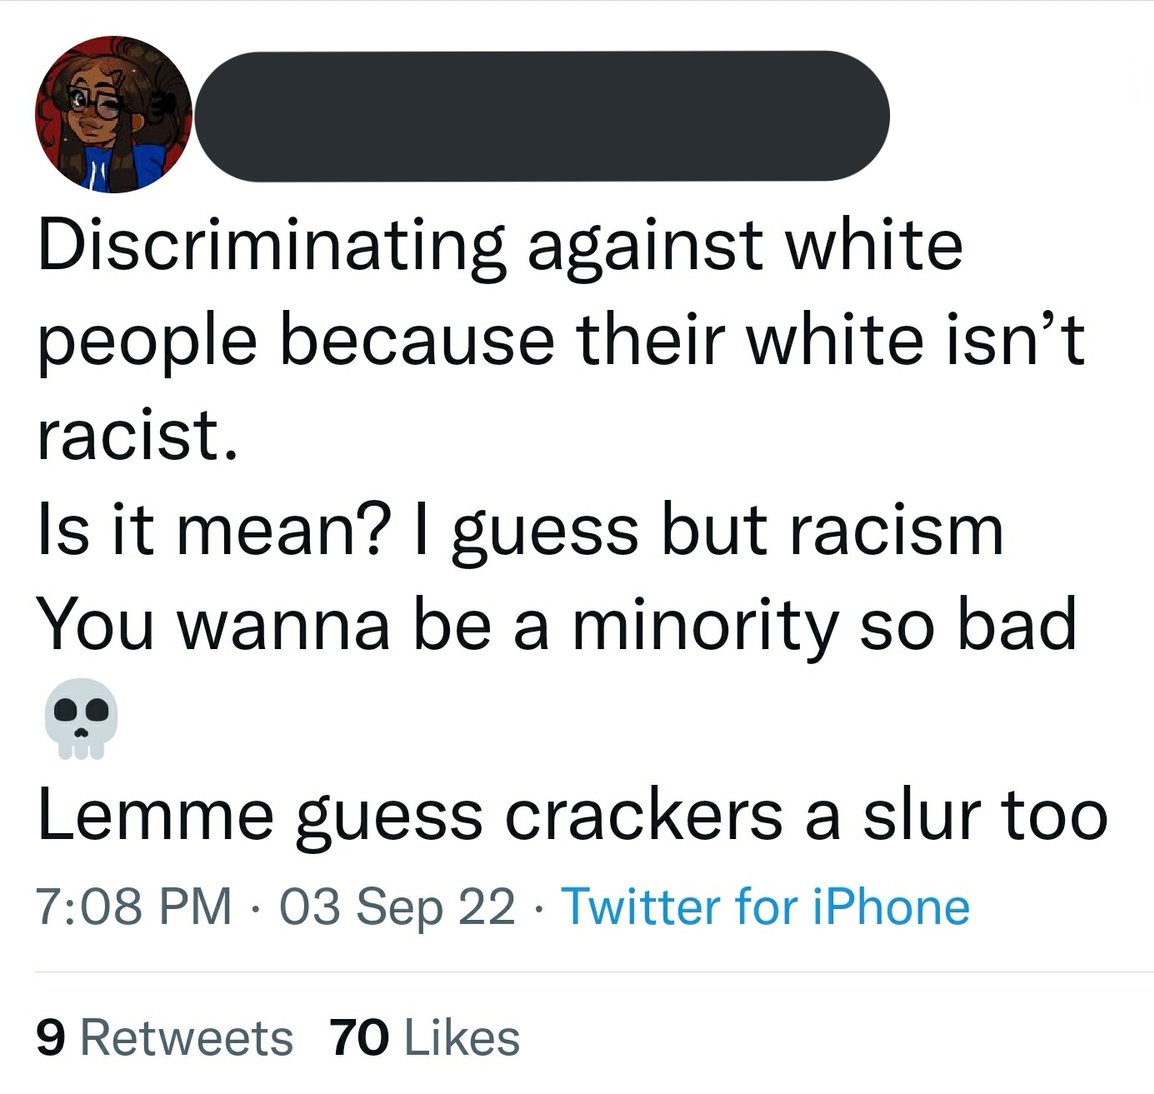 Discriminating against white
people because their white isn’t
racist.
Is it mean? I guess but racism
You wanna be a minority so bad
💀
Lemme guess crackers a slur too
7:08 PM · 03 Sep 22 · Twitter for iPhone
9 Retweets 70 Likes